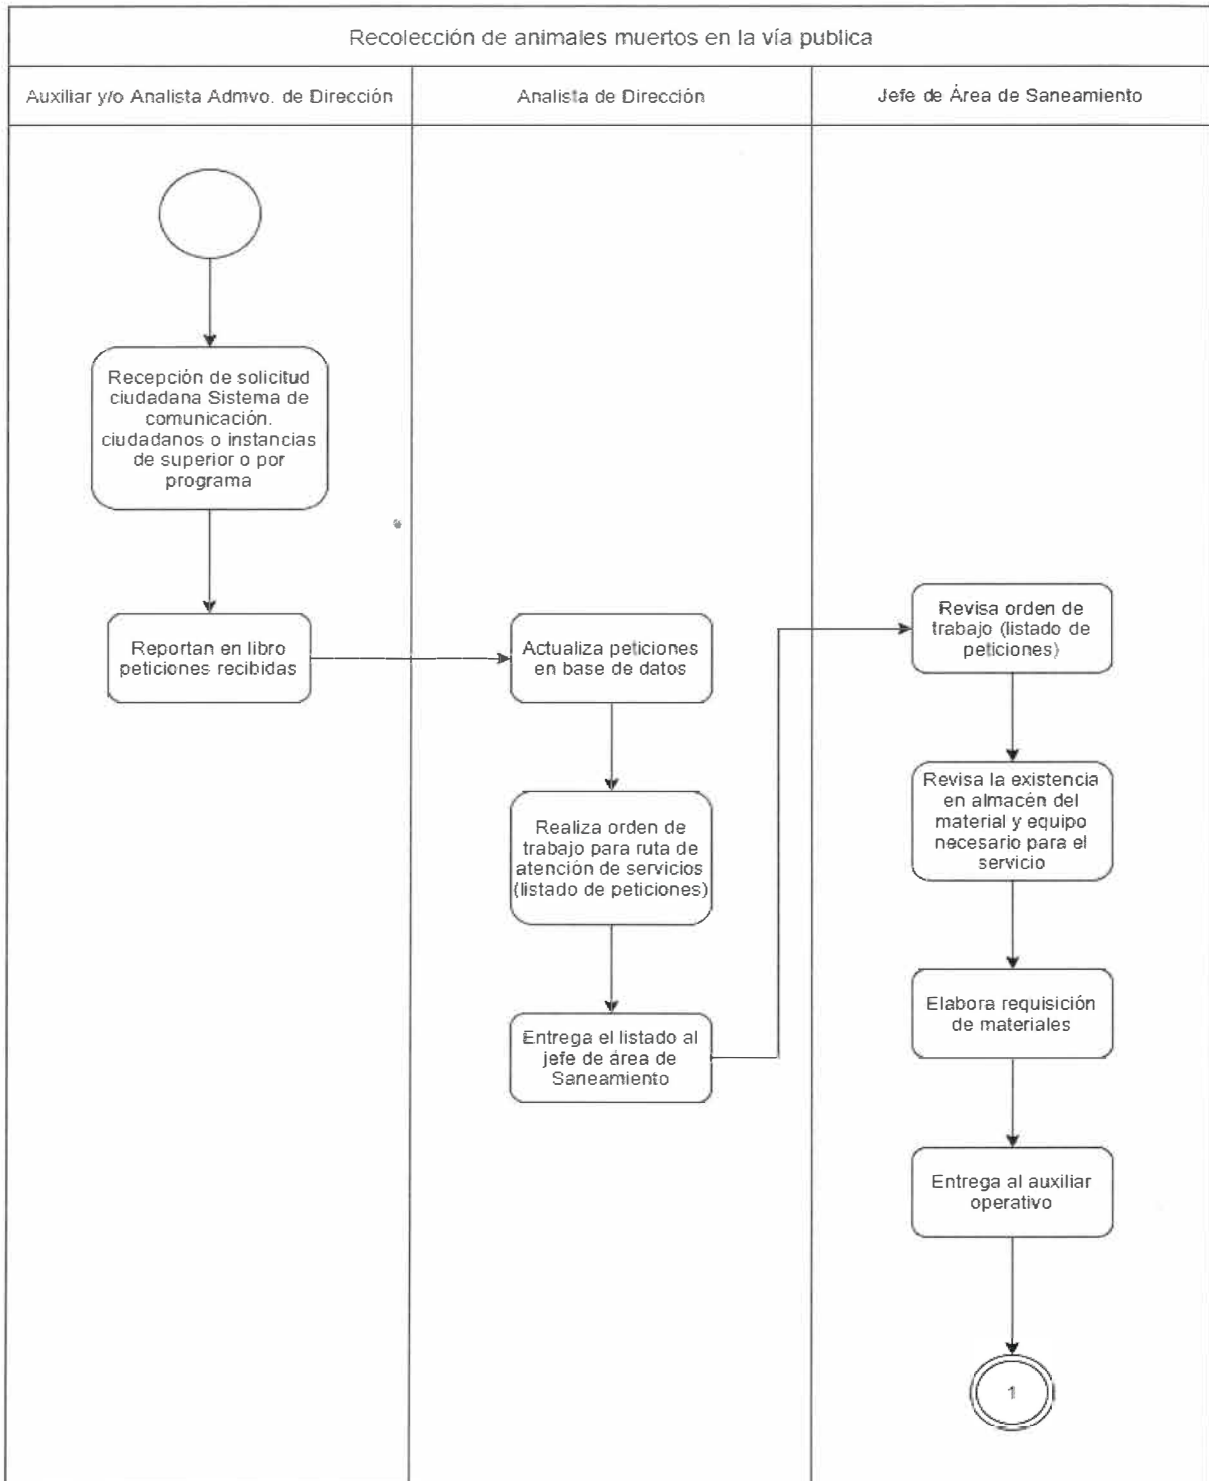 Recolección de animales muertos en la vía publica
Auxiliar y/o Analista Admvo. de Dirección
Analista de Dirección
Jefe de Área de Saneamiento
Recepción de solicitud
ciudadana Sistema de
comunicación.
ciudadanos o instancias
de superior o por
programa
Reportan en libro
peticiones recibidas
Actualiza peticiones
en base de datos
Realiza orden de
trabajo para ruta de
atención de servicios
(listado de peticiones)
Entrega el listado al
jefe de área de
Saneamiento
Revisa orden de
trabajo (listado de
peticiones)
Revisa la existencia
en almacén del
material y equipo
necesario para el
servicio
Elabora requisición
de materiales
Entrega al auxiliar
operativo
1